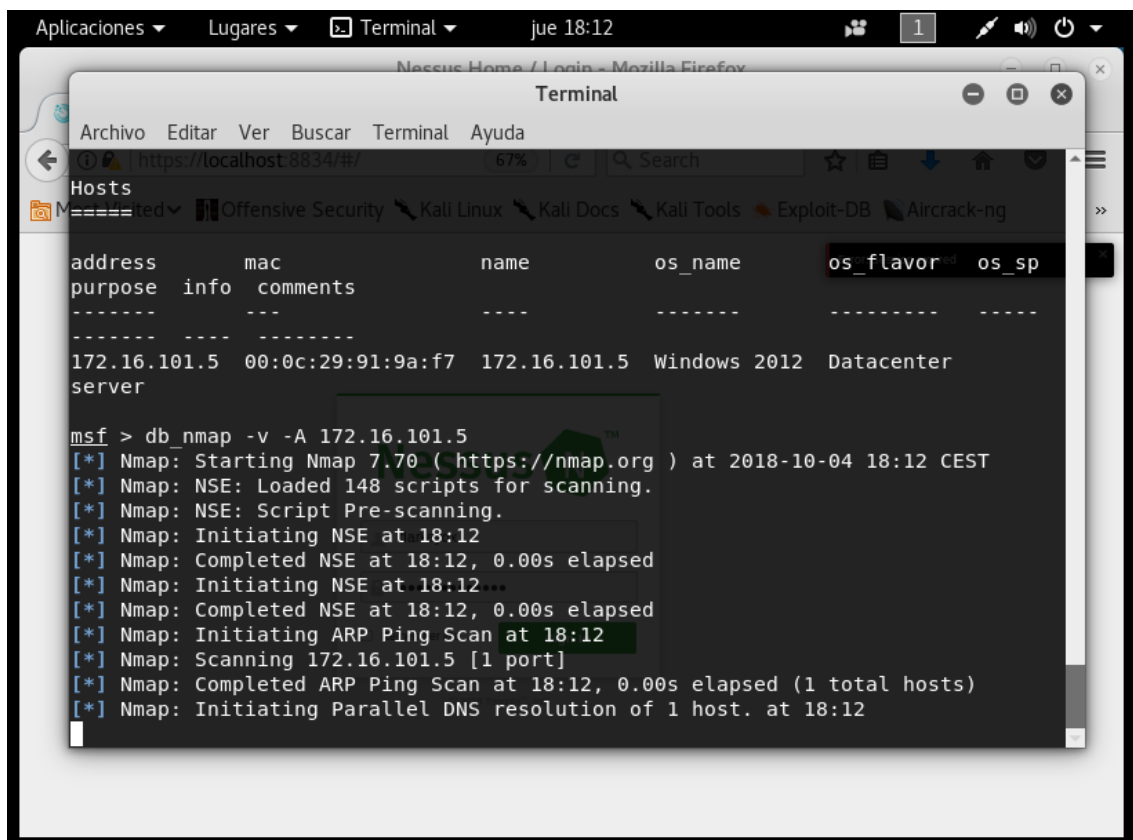 Aplicaciones Lugares Terminal jue 18:12 1
Nessus Home / Login - Mozilla Firefox
Terminal
Archivo Editar Ver Buscar Terminal Ayuda
https://localhost:8834/#/ 67% Search
Hosts
=====
Most Visited Offensive Security Kali Linux Kali Docs Kali Tools Exploit-DB Aircrack-ng »
address mac name os_name os_flavor os_sp
purpose info comments
------- --- ---- ------- --------- -----
------- ---- --------
172.16.101.5 00:0c:29:91:9a:f7 172.16.101.5 Windows 2012 Datacenter
server
msf > db_nmap -v -A 172.16.101.5
[*] Nmap: Starting Nmap 7.70 ( https://nmap.org ) at 2018-10-04 18:12 CEST
[*] Nmap: NSE: Loaded 148 scripts for scanning.
[*] Nmap: NSE: Script Pre-scanning.
[*] Nmap: Initiating NSE at 18:12
[*] Nmap: Completed NSE at 18:12, 0.00s elapsed
[*] Nmap: Initiating NSE at 18:12
[*] Nmap: Completed NSE at 18:12, 0.00s elapsed
[*] Nmap: Initiating ARP Ping Scan at 18:12
[*] Nmap: Scanning 172.16.101.5 [1 port]
[*] Nmap: Completed ARP Ping Scan at 18:12, 0.00s elapsed (1 total hosts)
[*] Nmap: Initiating Parallel DNS resolution of 1 host. at 18:12
Nessus N ™